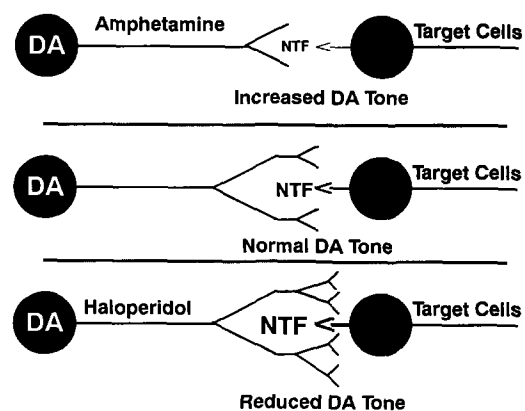 DA Amphetamine NTF Target Cells
Increased DA Tone
DA NTF Target Cells
Normal DA Tone
DA Haloperidol NTF Target Cells
Reduced DA Tone